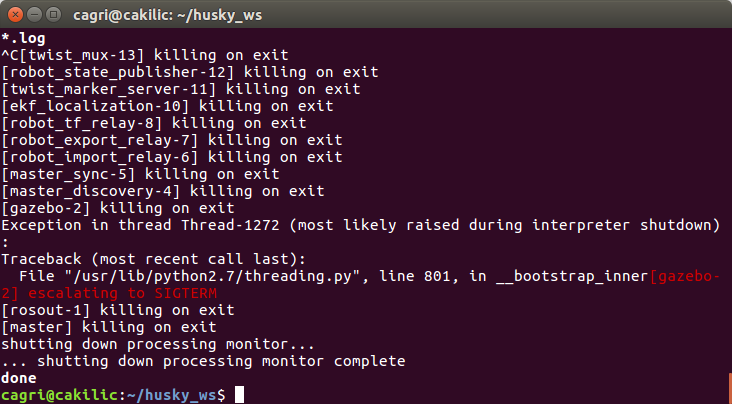 cagri@cakilic: ~/husky_ws
*.log
^C[twist_mux-13] killing on exit
[robot_state_publisher-12] killing on exit
[twist_marker_server-11] killing on exit
[ekf_localization-10] killing on exit
[robot_tf_relay-8] killing on exit
[robot_export_relay-7] killing on exit
[robot_import_relay-6] killing on exit
[master_sync-5] killing on exit
[master_discovery-4] killing on exit
[gazebo-2] killing on exit
Exception in thread Thread-1272 (most likely raised during interpreter shutdown)
:
Traceback (most recent call last):
  File "/usr/lib/python2.7/threading.py", line 801, in __bootstrap_inner[gazebo-
2] escalating to SIGTERM
[rosout-1] killing on exit
[master] killing on exit
shutting down processing monitor...
... shutting down processing monitor complete
done
cagri@cakilic:~/husky_ws$